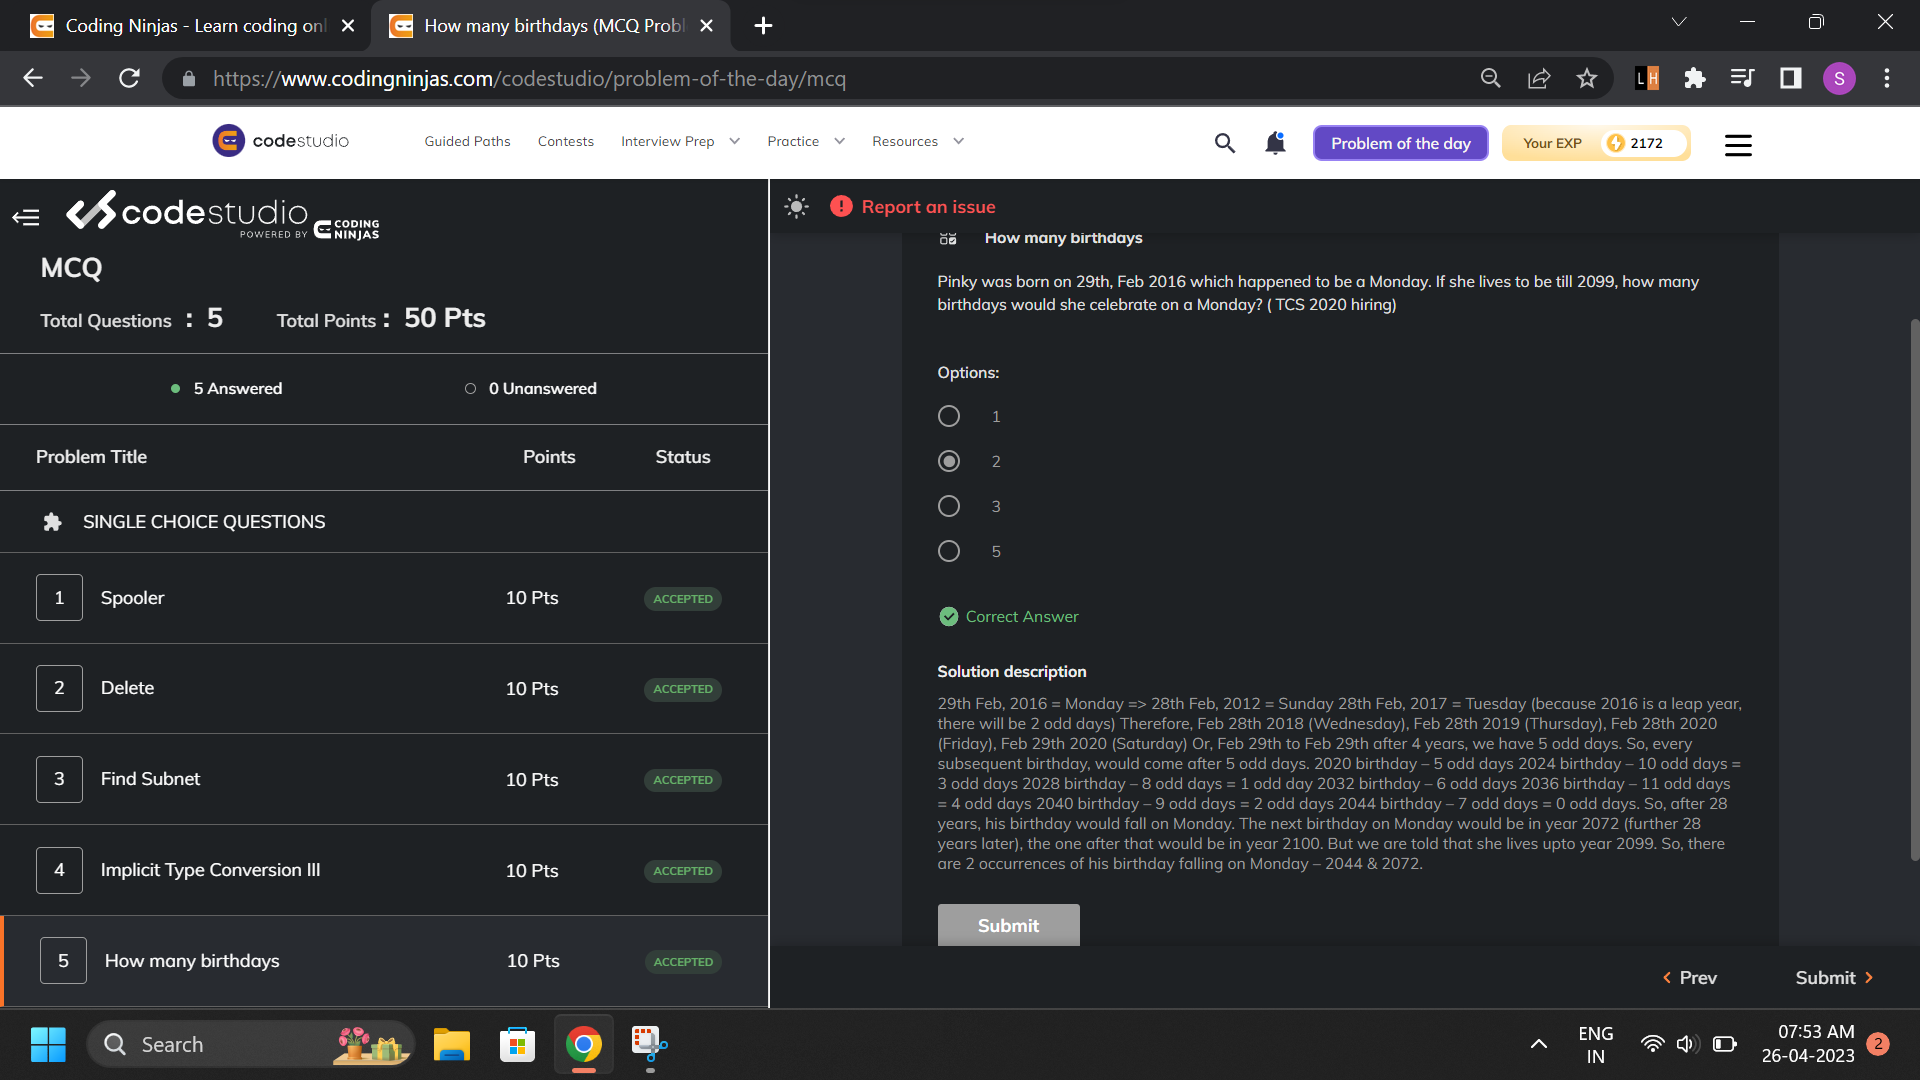 Coding Ninjas - Learn coding onl
How many birthdays (MCQ Probl
https://www.codingninjas.com/codestudio/problem-of-the-day/mcq
L H
S
codestudio
Guided Paths
Contests
Interview Prep
Practice
Resources
Problem of the day
Your EXP
2172
codestudio
POWERED BY CODING NINJAS
MCQ
Total Questions : 5
Total Points : 50 Pts
5 Answered
0 Unanswered
Problem Title Points Status
SINGLE CHOICE QUESTIONS
1 Spooler 10 Pts ACCEPTED
2 Delete 10 Pts ACCEPTED
3 Find Subnet 10 Pts ACCEPTED
4 Implicit Type Conversion III 10 Pts ACCEPTED
5 How many birthdays 10 Pts ACCEPTED
Report an issue
How many birthdays
Pinky was born on 29th, Feb 2016 which happened to be a Monday. If she lives to be till 2099, how many
birthdays would she celebrate on a Monday? ( TCS 2020 hiring)
Options:
1
2
3
5
Correct Answer
Solution description
29th Feb, 2016 = Monday => 28th Feb, 2012 = Sunday 28th Feb, 2017 = Tuesday (because 2016 is a leap year,
there will be 2 odd days) Therefore, Feb 28th 2018 (Wednesday), Feb 28th 2019 (Thursday), Feb 28th 2020
(Friday), Feb 29th 2020 (Saturday) Or, Feb 29th to Feb 29th after 4 years, we have 5 odd days. So, every
subsequent birthday, would come after 5 odd days. 2020 birthday – 5 odd days 2024 birthday – 10 odd days =
3 odd days 2028 birthday – 8 odd days = 1 odd day 2032 birthday – 6 odd days 2036 birthday – 11 odd days
= 4 odd days 2040 birthday – 9 odd days = 2 odd days 2044 birthday – 7 odd days = 0 odd days. So, after 28
years, his birthday would fall on Monday. The next birthday on Monday would be in year 2072 (further 28
years later), the one after that would be in year 2100. But we are told that she lives upto year 2099. So, there
are 2 occurrences of his birthday falling on Monday – 2044 & 2072.
Submit
Prev
Submit
Search
ENG
IN
07:53 AM
26-04-2023
2